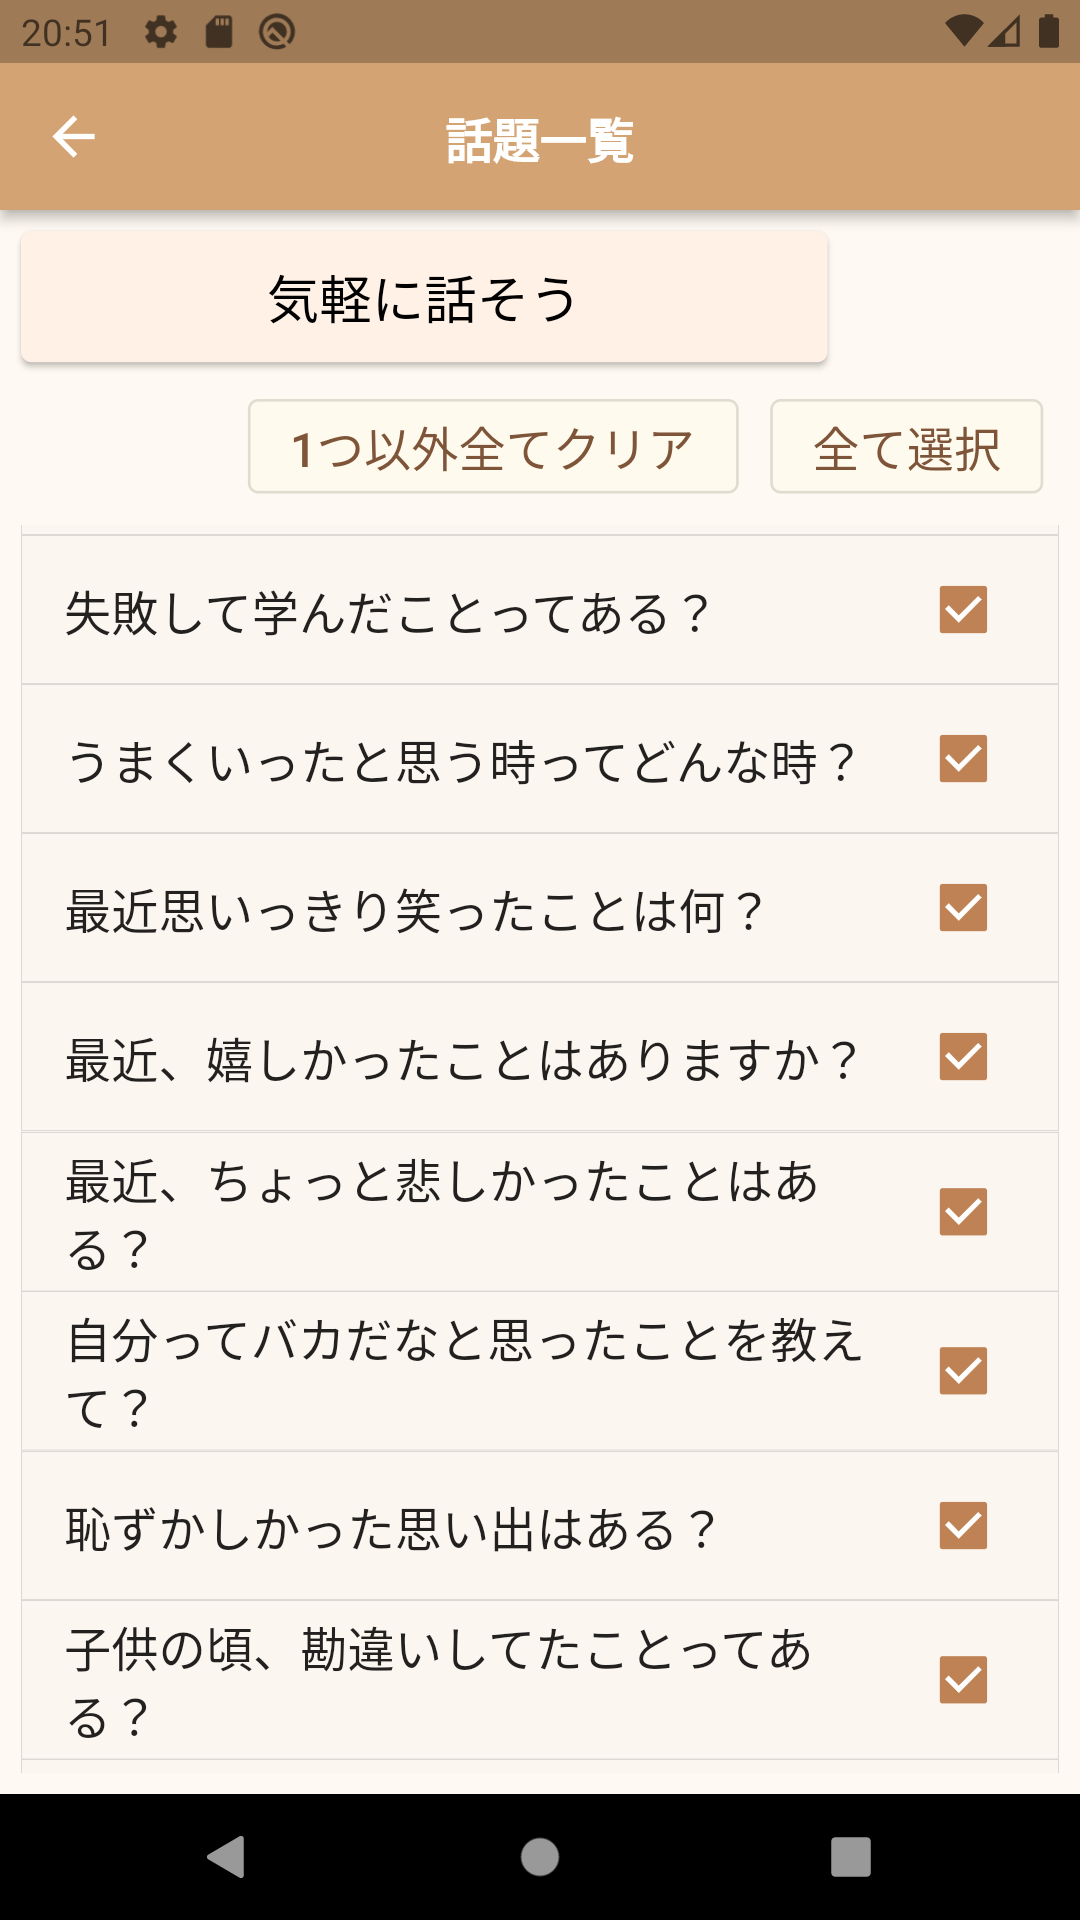 20:51
話題一覧
気軽に話そう
1つ以外全てクリア
全て選択
失敗して学んだことってある？
うまくいったと思う時ってどんな時？
最近思いっきり笑ったことは何？
最近、嬉しかったことはありますか？
最近、ちょっと悲しかったことはあ
る？
自分ってバカだなと思ったことを教え
て？
恥ずかしかった思い出はある？
子供の頃、勘違いしてたことってあ
る？